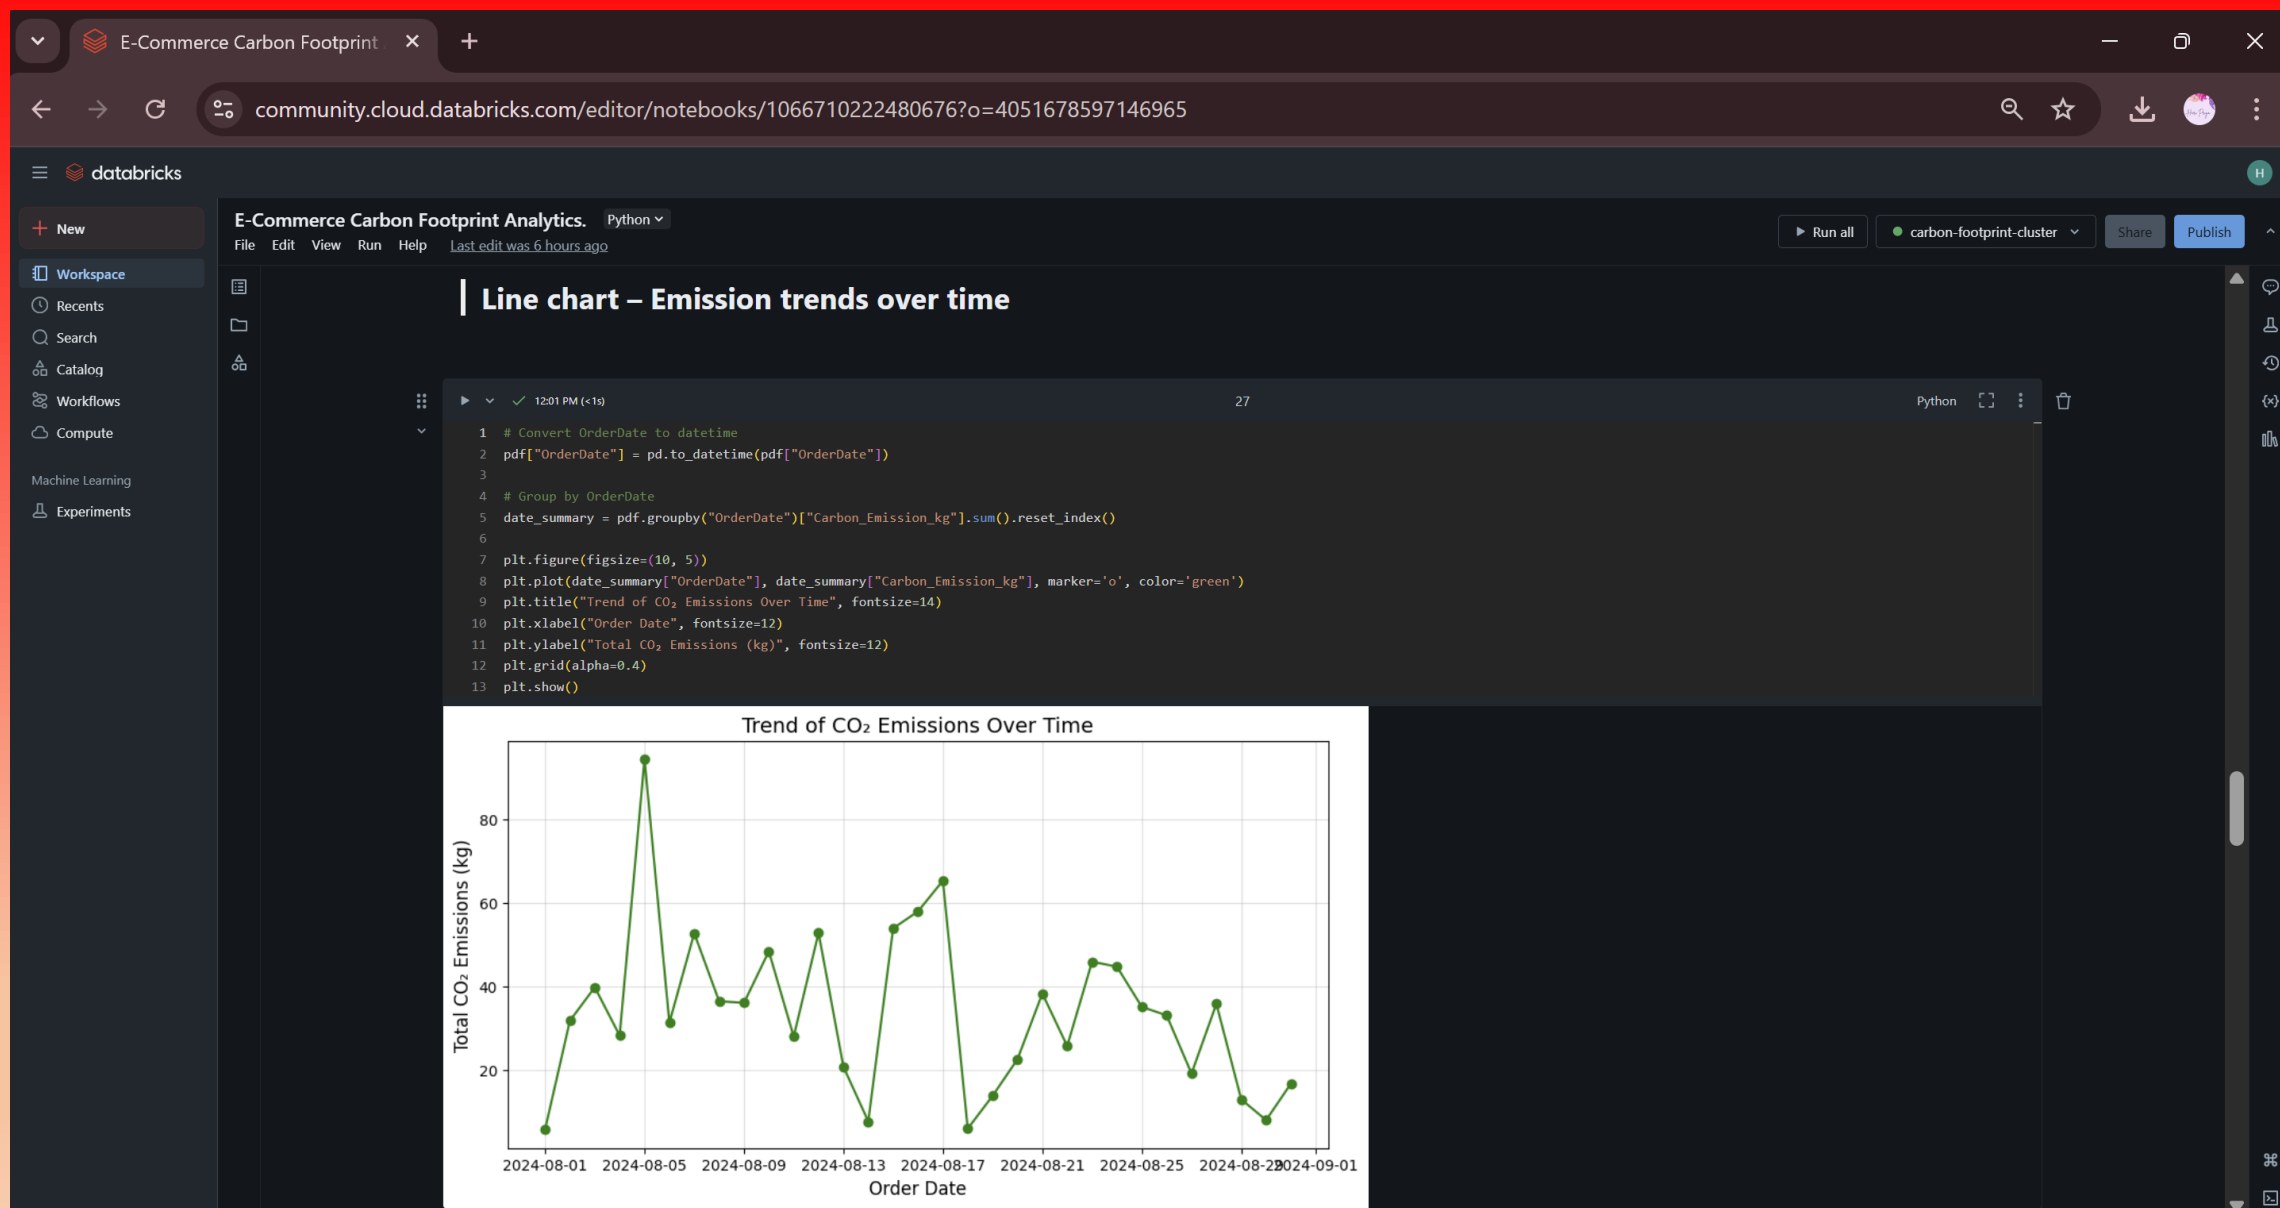 E-Commerce Carbon Footprint
community.cloud.databricks.com/editor/notebooks/1066710222480676?o=4051678597146965
databricks
H
New
Workspace
Recents
Search
Catalog
Workflows
Compute
Machine Learning
Experiments
E-Commerce Carbon Footprint Analytics.
Python
File Edit View Run Help Last edit was 6 hours ago
Run all
carbon-footprint-cluster
Share
Publish
Line chart – Emission trends over time
12:01 PM (<1s)
27
Python
1 # Convert OrderDate to datetime
2 pdf["OrderDate"] = pd.to_datetime(pdf["OrderDate"])
3
4 # Group by OrderDate
5 date_summary = pdf.groupby("OrderDate")["Carbon_Emission_kg"].sum().reset_index()
6
7 plt.figure(figsize=(10, 5))
8 plt.plot(date_summary["OrderDate"], date_summary["Carbon_Emission_kg"], marker='o', color='green')
9 plt.title("Trend of CO₂ Emissions Over Time", fontsize=14)
10 plt.xlabel("Order Date", fontsize=12)
11 plt.ylabel("Total CO₂ Emissions (kg)", fontsize=12)
12 plt.grid(alpha=0.4)
13 plt.show()
Trend of CO₂ Emissions Over Time
Total CO₂ Emissions (kg)
80
60
40
20
2024-08-01 2024-08-05 2024-08-09 2024-08-13 2024-08-17 2024-08-21 2024-08-25 2024-08-29 2024-09-01
Order Date